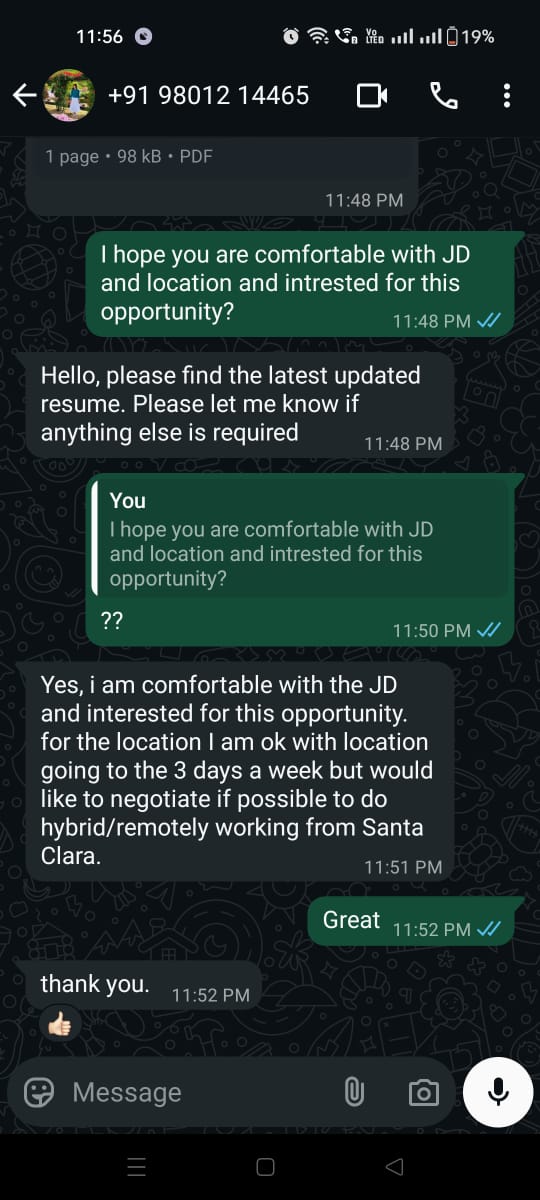 11:56
Vo
LTED
19%
+91 98012 14465
1 page • 98 kB • PDF
11:48 PM
I hope you are comfortable with JD
and location and intrested for this
opportunity?
11:48 PM
Hello, please find the latest updated
resume. Please let me know if
anything else is required
11:48 PM
You
I hope you are comfortable with JD
and location and intrested for this
opportunity?
??
11:50 PM
Yes, i am comfortable with the JD
and interested for this opportunity.
for the location I am ok with location
going to the 3 days a week but would
like to negotiate if possible to do
hybrid/remotely working from Santa
Clara.
11:51 PM
Great
11:52 PM
thank you.
11:52 PM
Message